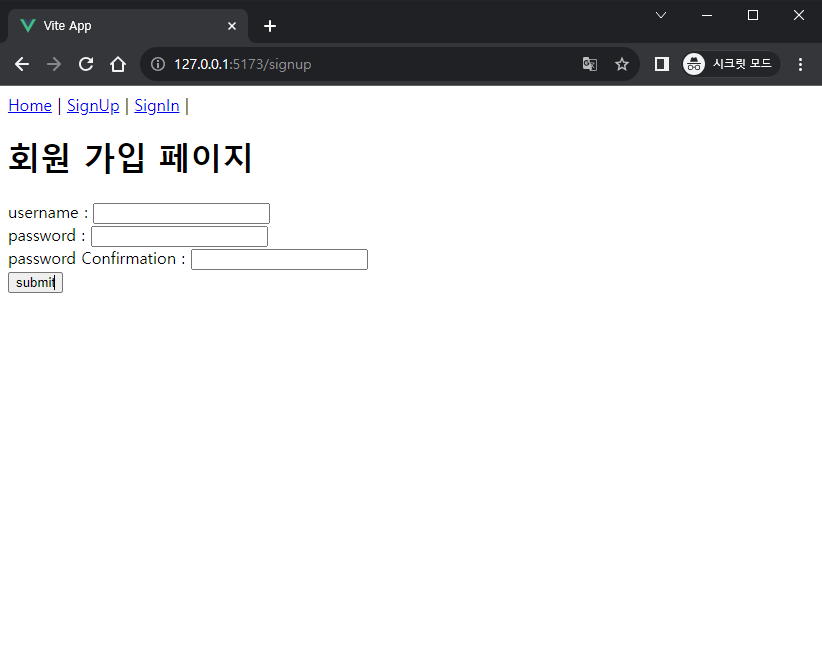 Vite App
127.0.0.1:5173/signup
시크릿 모드
Home | SignUp | SignIn |
회원 가입 페이지
username :
password :
password Confirmation :
submit